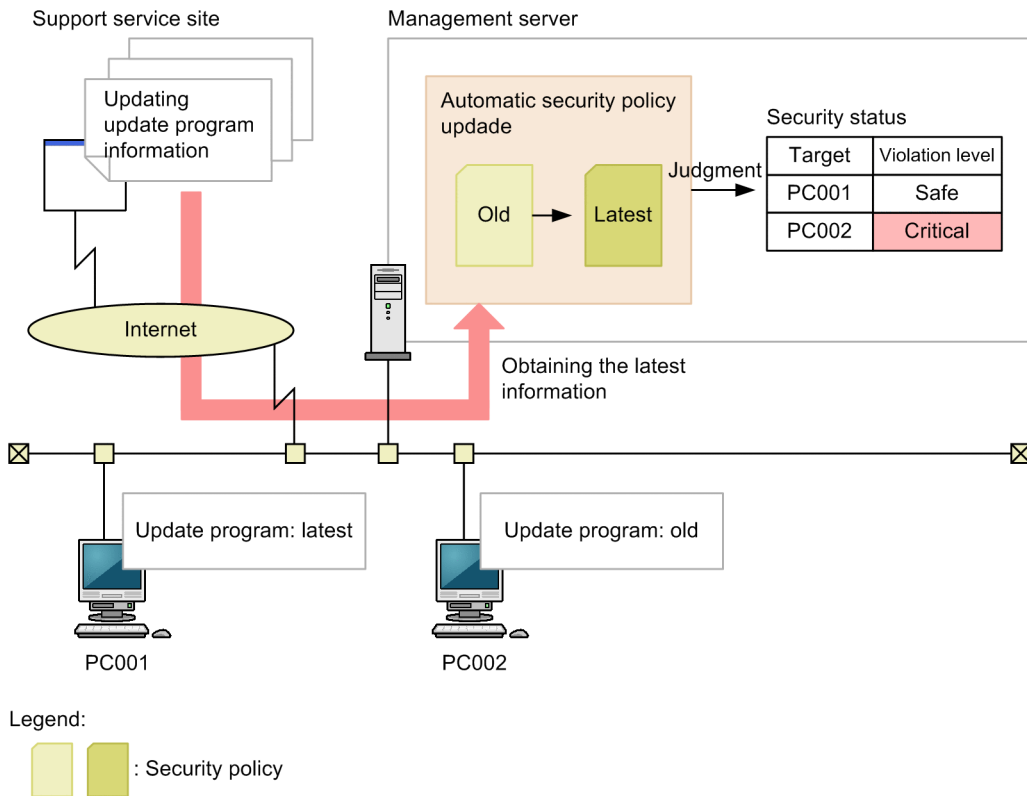 Support service site
Management server
Updating
update program
information
Automatic security policy
updade
Old
Latest
Judgment
Security status
Target
Violation level
PC001
Safe
PC002
Critical
Internet
Obtaining the latest
information
Update program: latest
Update program: old
PC001
PC002
Legend:
: Security policy